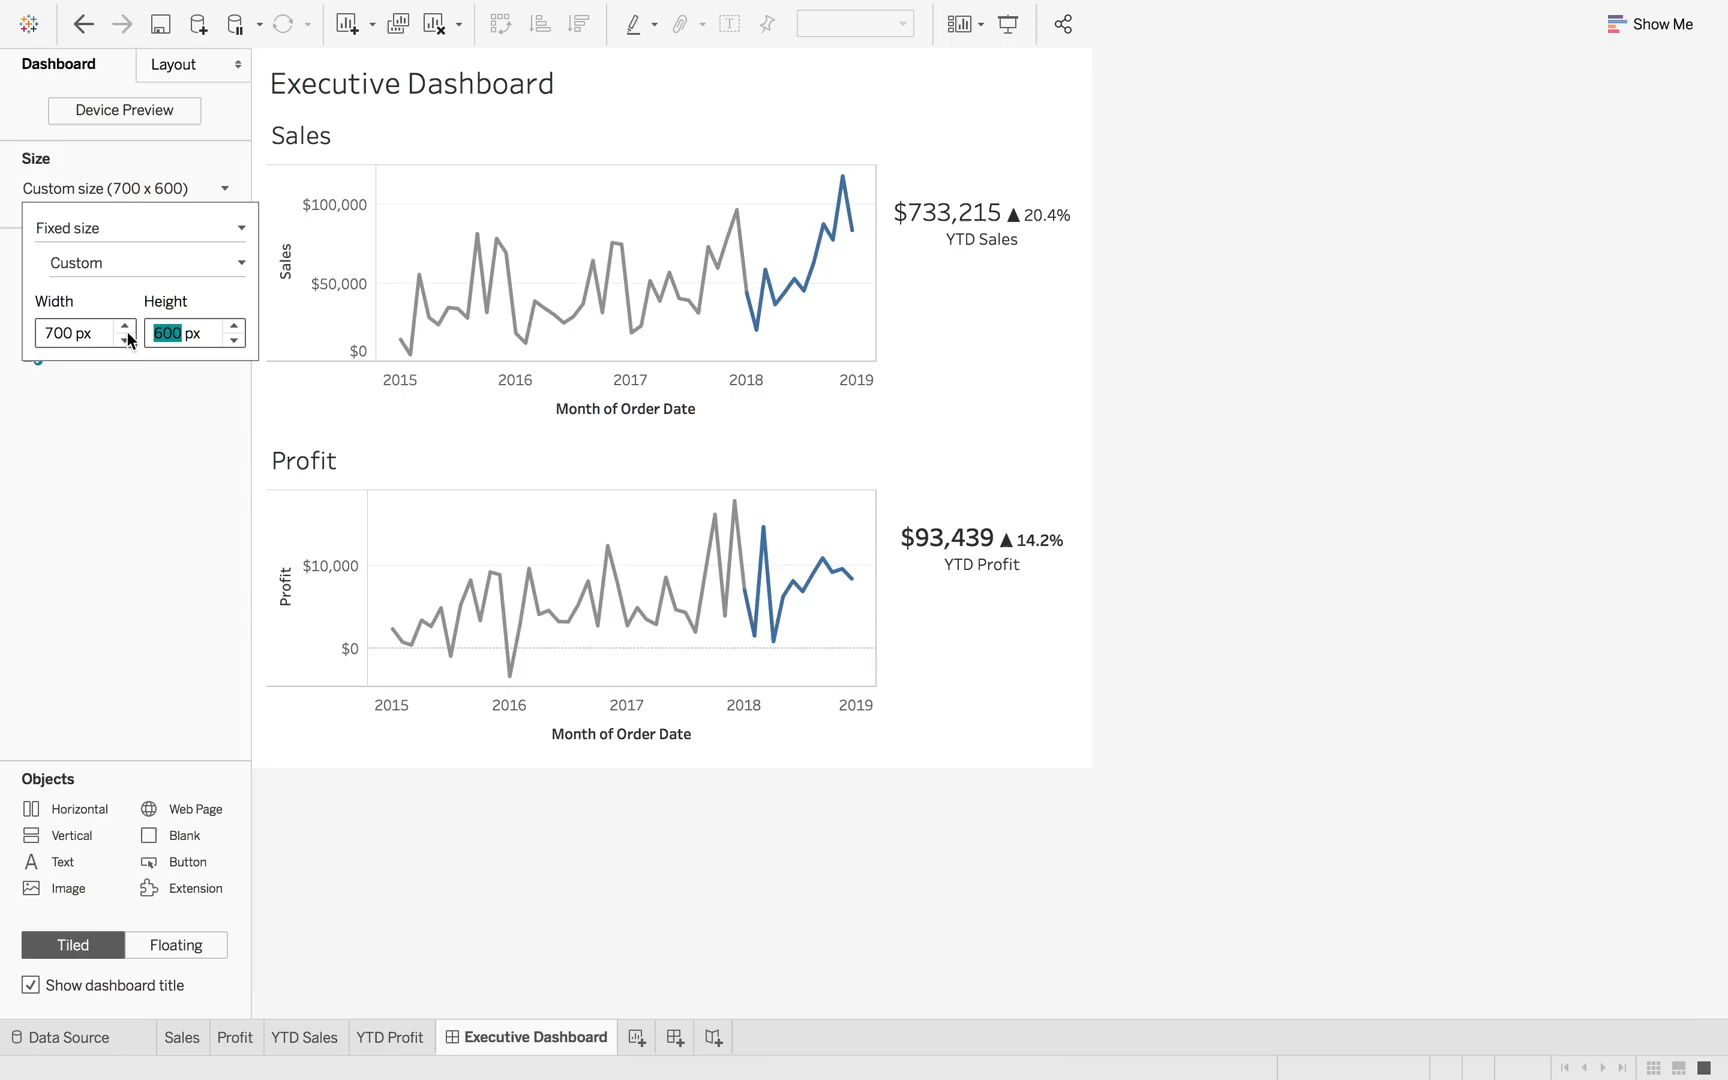 Show Me
Dashboard
Layout
Device Preview
Size
Custom size (700 x 600)
Fixed size
Custom
Width
Height
700 px
600 px
Objects
Horizontal
Web Page
Vertical
Blank
Text
Button
Image
Extension
Tiled
Floating
Show dashboard title
Executive Dashboard
Sales
Sales
$100,000
$50,000
$0
2015
2016
2017
2018
2019
Month of Order Date
$733,215 ▲ 20.4%
YTD Sales
Profit
Profit
$10,000
$0
2015
2016
2017
2018
2019
Month of Order Date
$93,439 ▲ 14.2%
YTD Profit
Data Source
Sales
Profit
YTD Sales
YTD Profit
Executive Dashboard